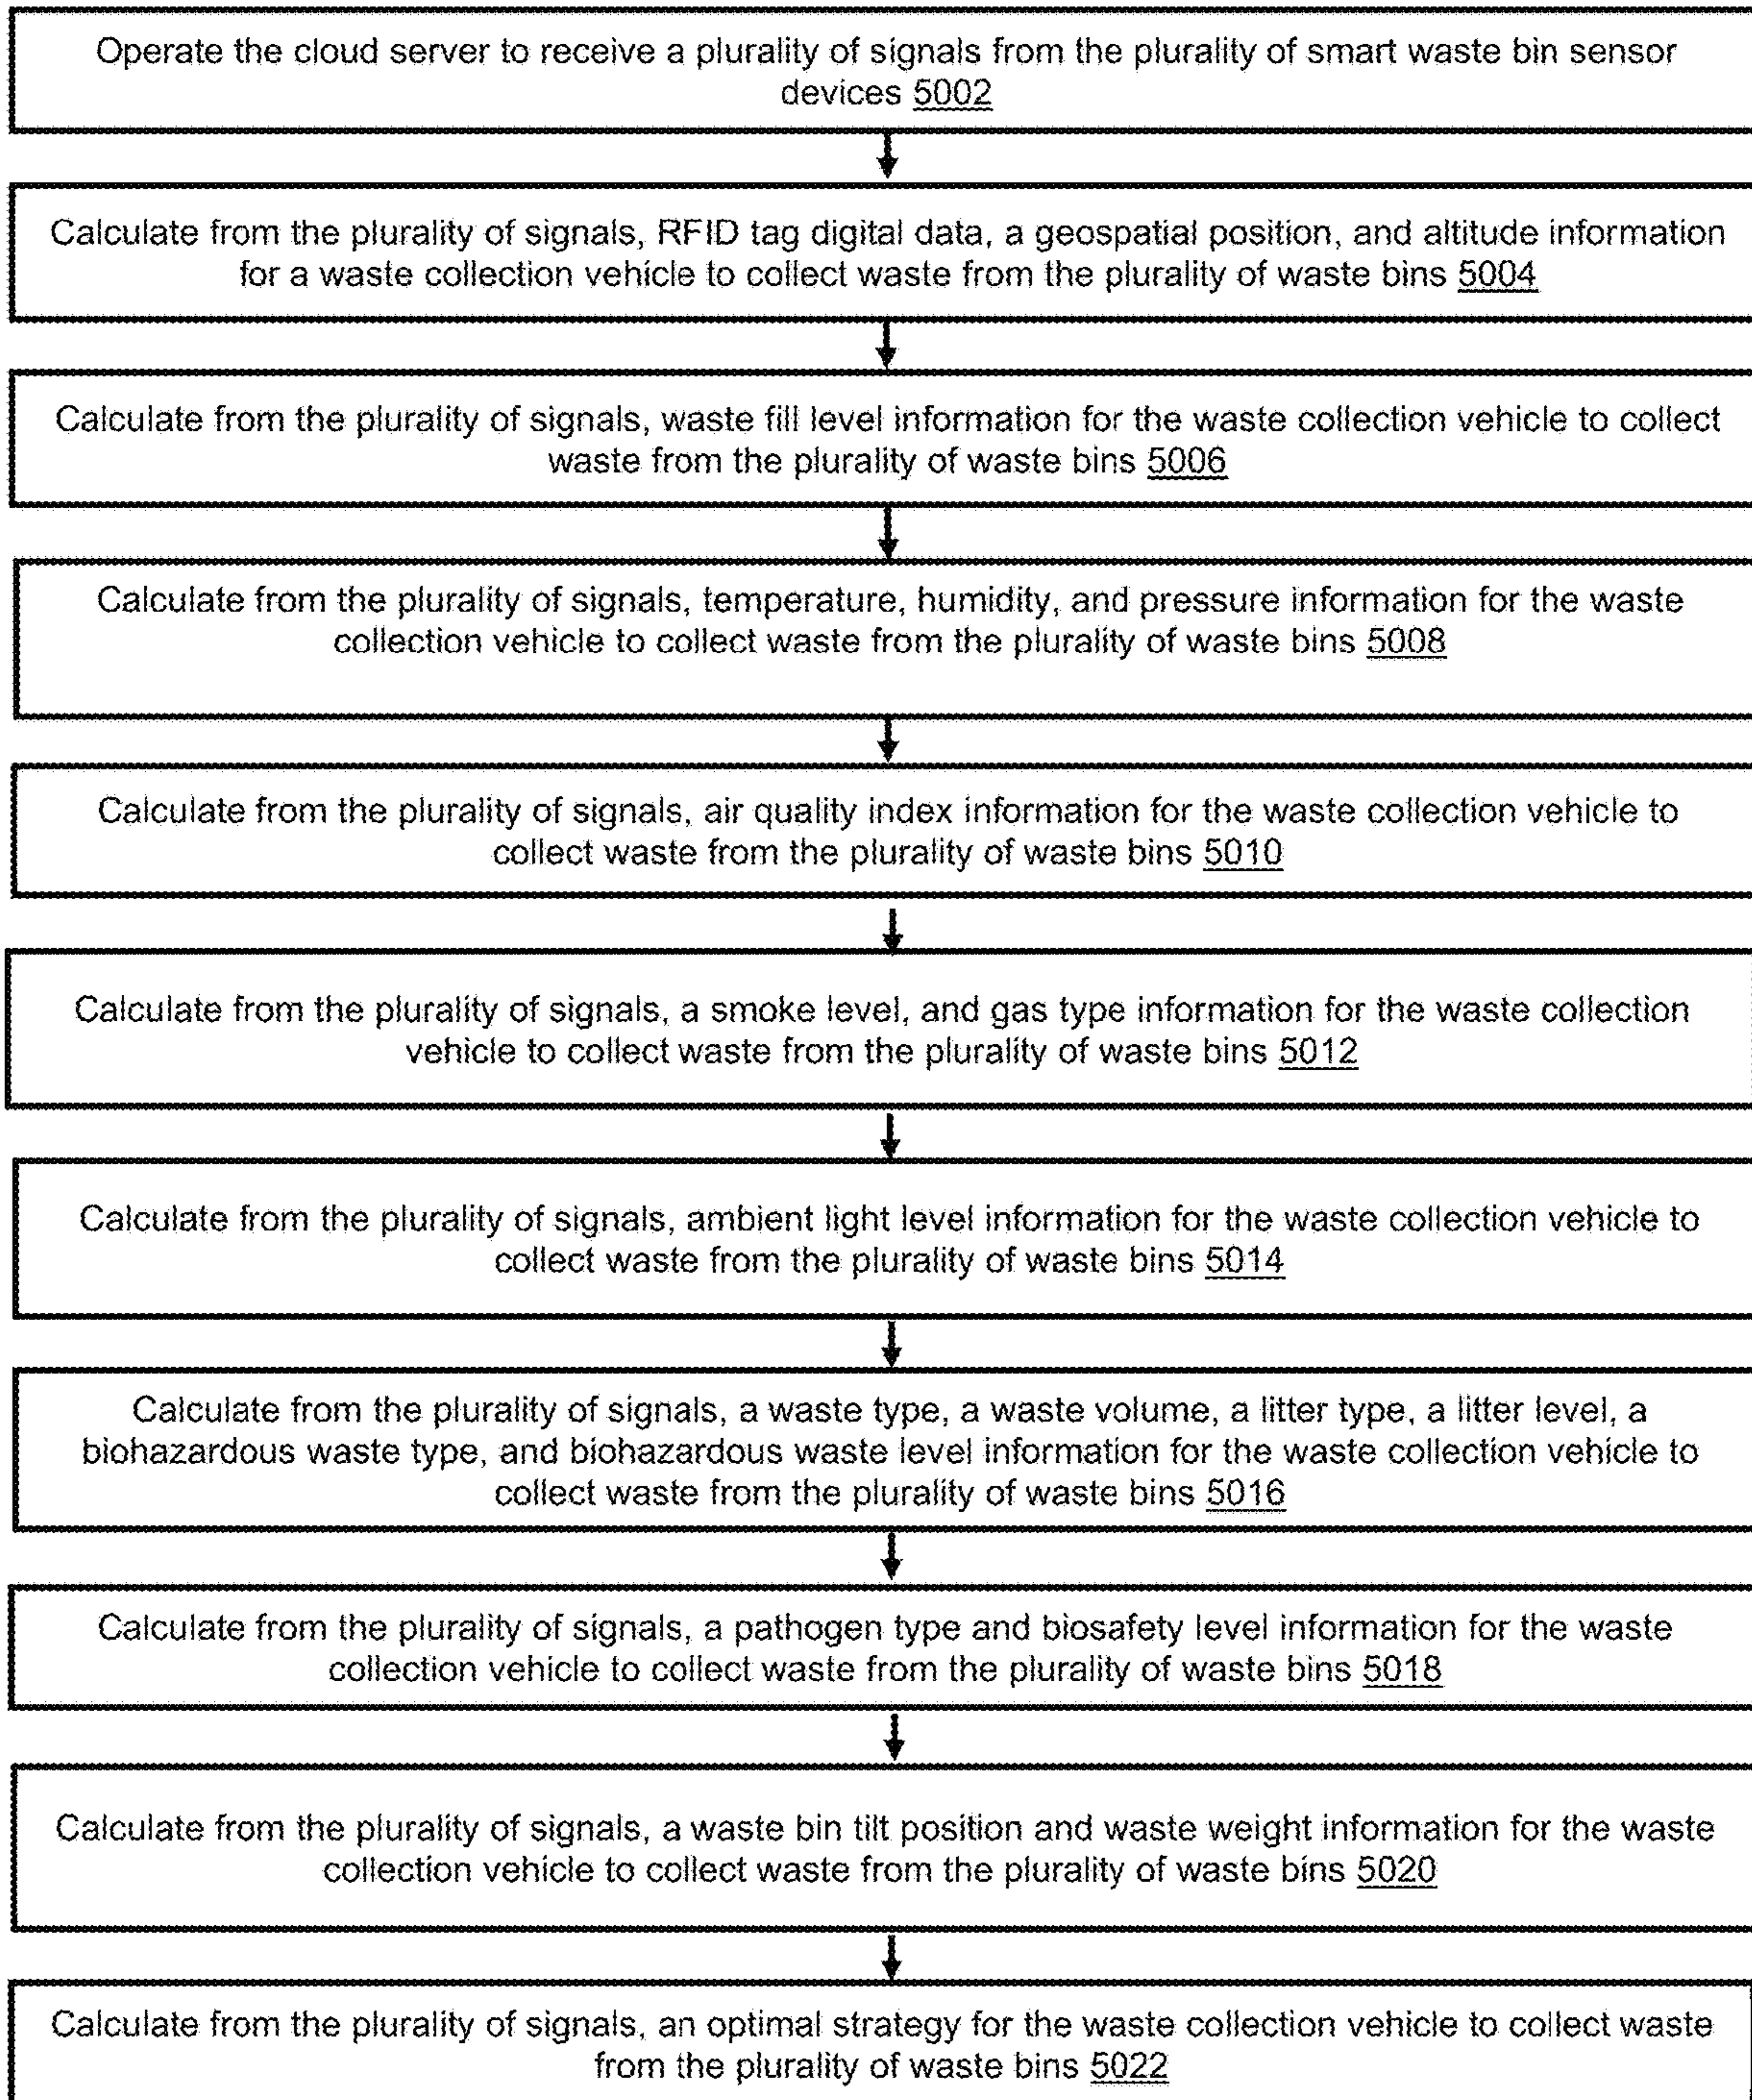 Operate the cloud server to receive a plurality of signals from the plurality of smart waste bin sensor
devices 5002
Calculate from the plurality of signals, RFID tag digital data, a geospatial position, and altitude information
for a waste collection vehicle to collect waste from the plurality of waste bins 5004
Calculate from the plurality of signals, waste fill level information for the waste collection vehicle to collect
waste from the plurality of waste bins 5006
Calculate from the plurality of signals, temperature, humidity, and pressure information for the waste
collection vehicle to collect waste from the plurality of waste bins 5008
Calculate from the plurality of signals, air quality index information for the waste collection vehicle to
collect waste from the plurality of waste bins 5010
Calculate from the plurality of signals, a smoke level, and gas type information for the waste collection
vehicle to collect waste from the plurality of waste bins 5012
Calculate from the plurality of signals, ambient light level information for the waste collection vehicle to
collect waste from the plurality of waste bins 5014
Calculate from the plurality of signals, a waste type, a waste volume, a litter type, a litter level, a
biohazardous waste type, and biohazardous waste level information for the waste collection vehicle to
collect waste from the plurality of waste bins 5016
Calculate from the plurality of signals, a pathogen type and biosafety level information for the waste
collection vehicle to collect waste from the plurality of waste bins 5018
Calculate from the plurality of signals, a waste bin tilt position and waste weight information for the waste
collection vehicle to collect waste from the plurality of waste bins 5020
Calculate from the plurality of signals, an optimal strategy for the waste collection vehicle to collect waste
from the plurality of waste bins 5022